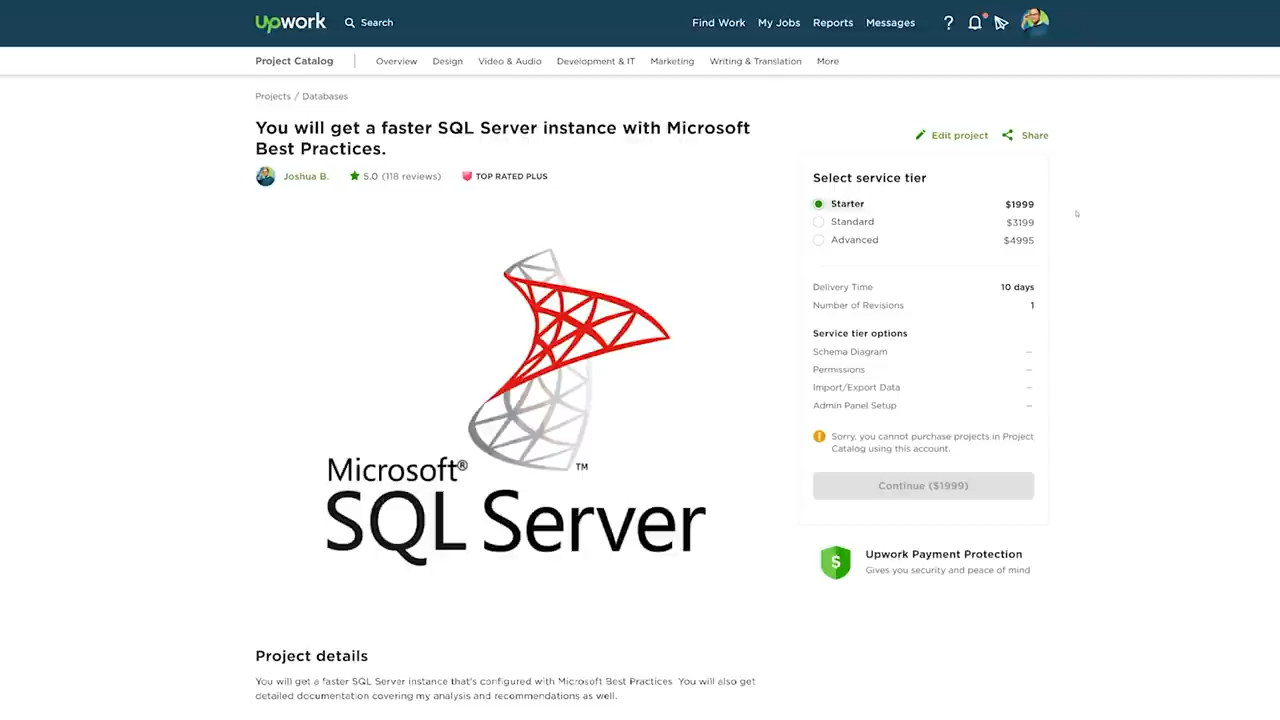 Upwork Search Find Work My Jobs Reports Messages ?
Project Catalog Overview Design Video & Audio Development & IT Marketing Writing & Translation More
Projects / Databases
You will get a faster SQL Server instance with Microsoft
Best Practices.
Edit project Share
Joshua B. 5.0 (118 reviews) TOP RATED PLUS
Microsoft®
SQL Server
TM
Select service tier
Starter $1999
Standard $3199
Advanced $4995
Delivery Time 10 days
Number of Revisions 1
Service tier options
Schema Diagram –
Permissions –
Import/Export Data –
Admin Panel Setup –
! Sorry, you cannot purchase projects in Project
Catalog using this account.
Continue ($1999)
$ Upwork Payment Protection
Gives you security and peace of mind
Project details
You will get a faster SQL Server instance that's configured with Microsoft Best Practices. You will also get
detailed documentation covering my analysis and recommendations as well.